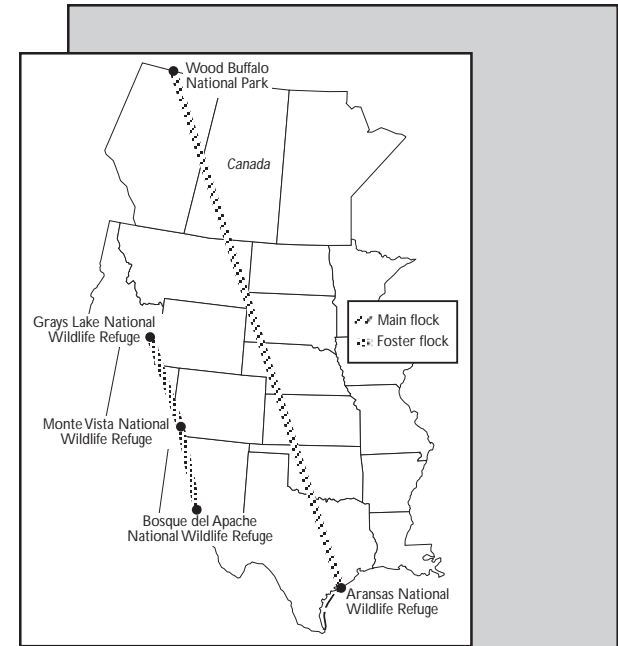 Wood Buffalo
National Park
Canada
Grays Lake National
Wildlife Refuge
Main flock
Foster flock
Monte Vista National
Wildlife Refuge
Bosque del Apache
National Wildlife Refuge
Aransas National
Wildlife Refuge